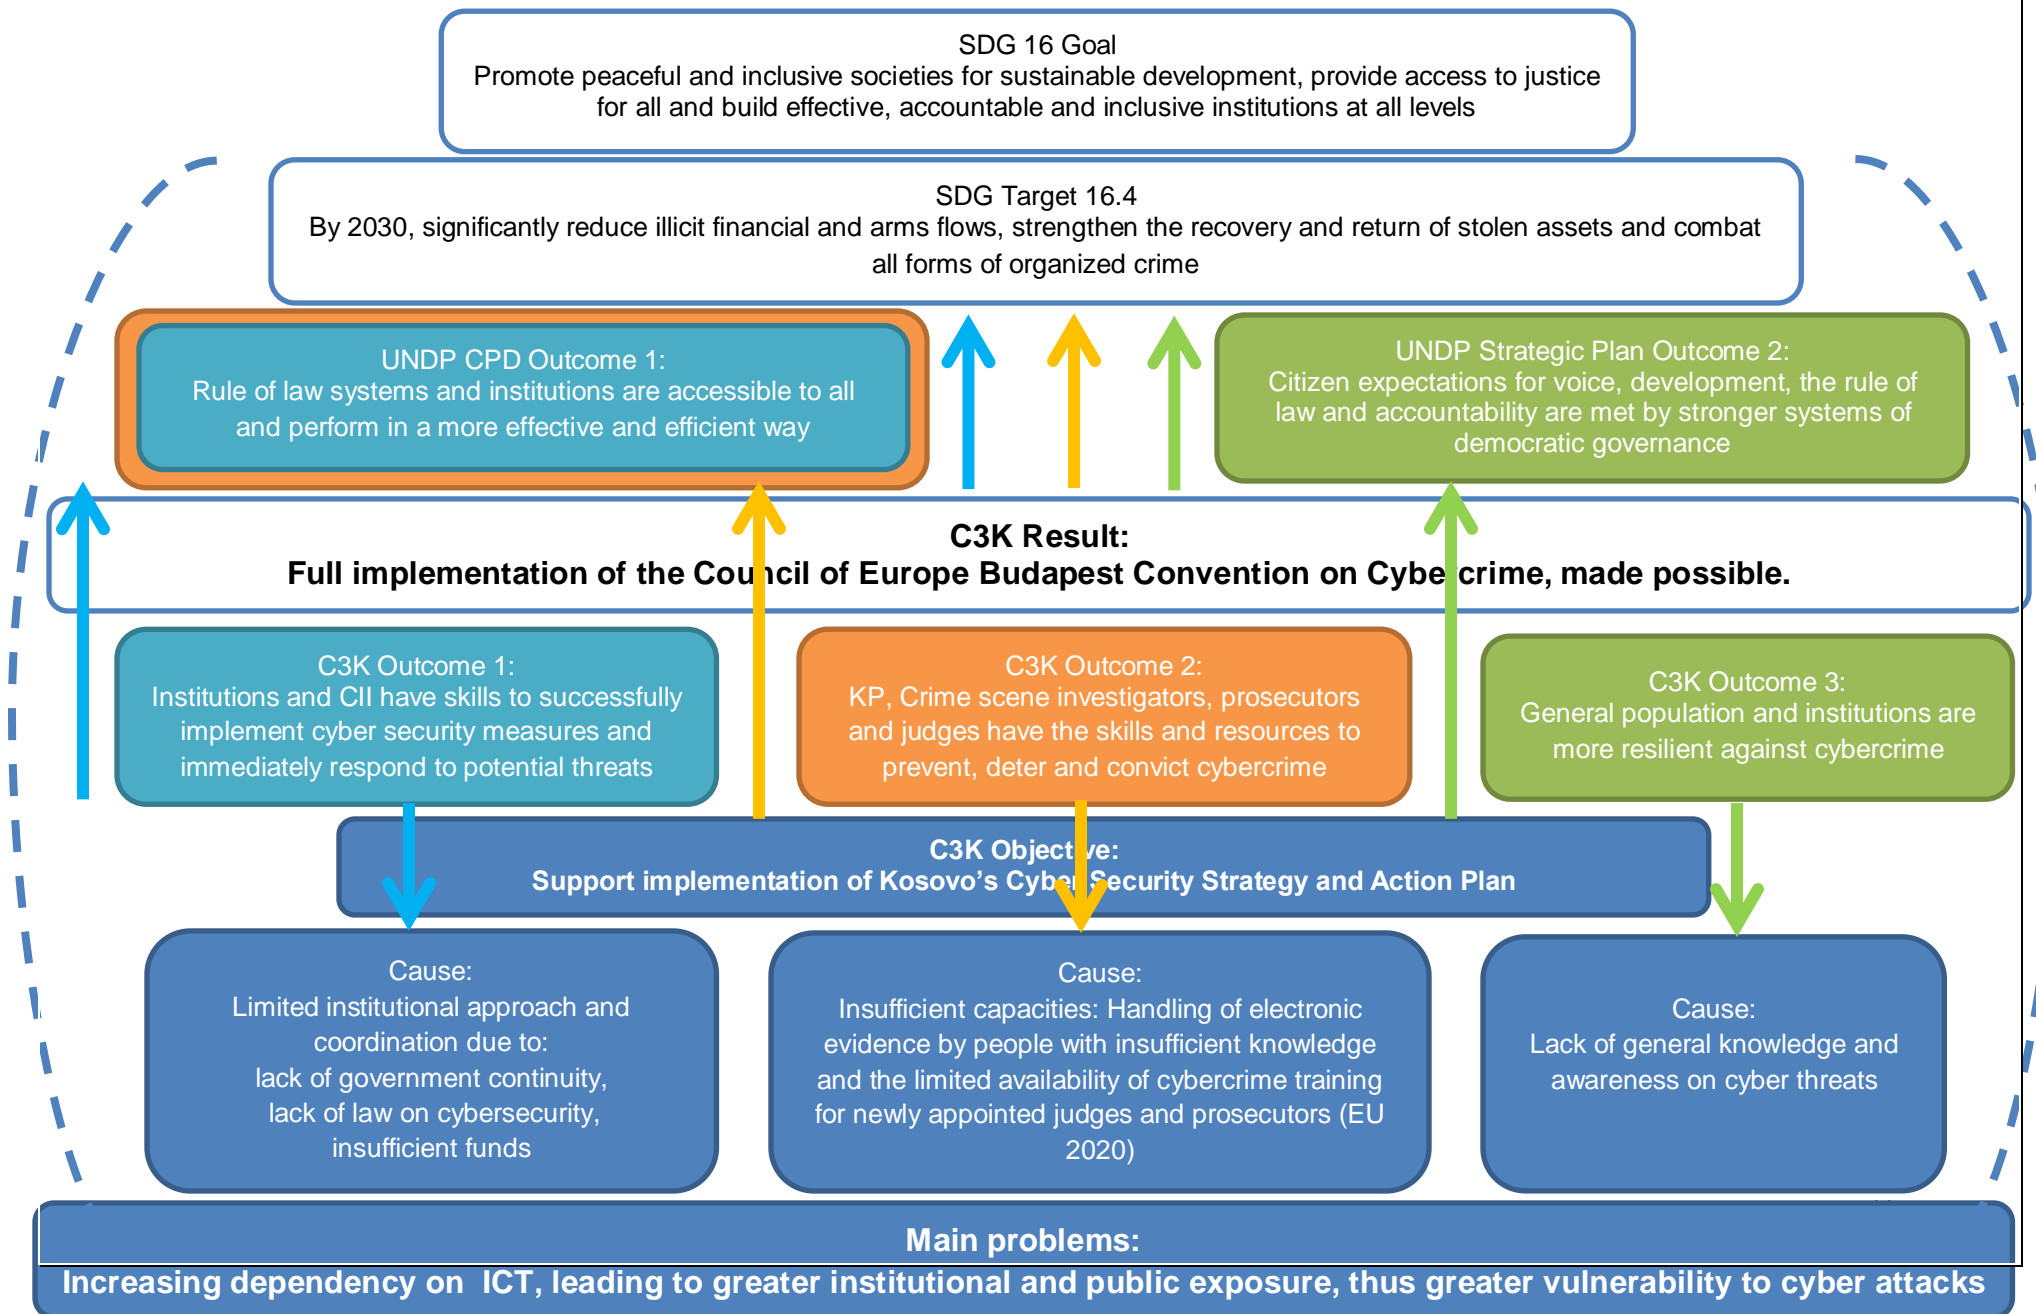 SDG 16 Goal
Promote peaceful and inclusive societies for sustainable development, provide access to justice
for all and build effective, accountable and inclusive institutions at all levels
SDG Target 16.4
By 2030, significantly reduce illicit financial and arms flows, strengthen the recovery and return of stolen assets and combat
all forms of organized crime
UNDP CPD Outcome 1:
Rule of law systems and institutions are accessible to all
and perform in a more effective and efficient way
UNDP Strategic Plan Outcome 2:
Citizen expectations for voice, development, the rule of
law and accountability are met by stronger systems of
democratic governance
C3K Result:
Full implementation of the Council of Europe Budapest Convention on Cybercrime, made possible.
C3K Outcome 1:
Institutions and CII have skills to successfully
implement cyber security measures and
immediately respond to potential threats
C3K Outcome 2:
KP, Crime scene investigators, prosecutors
and judges have the skills and resources to
prevent, deter and convict cybercrime
C3K Outcome 3:
General population and institutions are
more resilient against cybercrime
C3K Objective:
Support implementation of Kosovo’s Cyber Security Strategy and Action Plan
Cause:
Limited institutional approach and
coordination due to:
lack of government continuity,
lack of law on cybersecurity,
insufficient funds
Cause:
Insufficient capacities: Handling of electronic
evidence by people with insufficient knowledge
and the limited availability of cybercrime training
for newly appointed judges and prosecutors (EU
2020)
Cause:
Lack of general knowledge and
awareness on cyber threats
Main problems:
Increasing dependency on ICT, leading to greater institutional and public exposure, thus greater vulnerability to cyber attacks